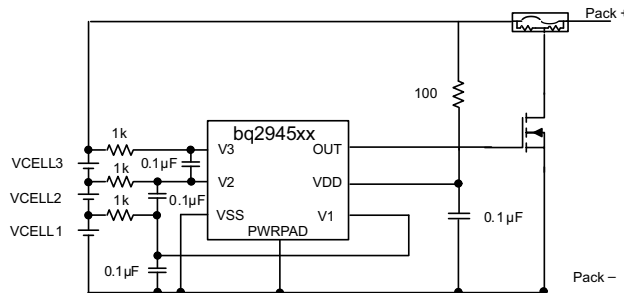 Pack +
100
1k
bq2945xx
VCELL3
0.1µF
V3
OUT
1k
VCELL2
V2
VDD
0.1µF
1k
VCELL1
VSS
V1
0.1µF
PWRPAD
0.1µF
Pack –